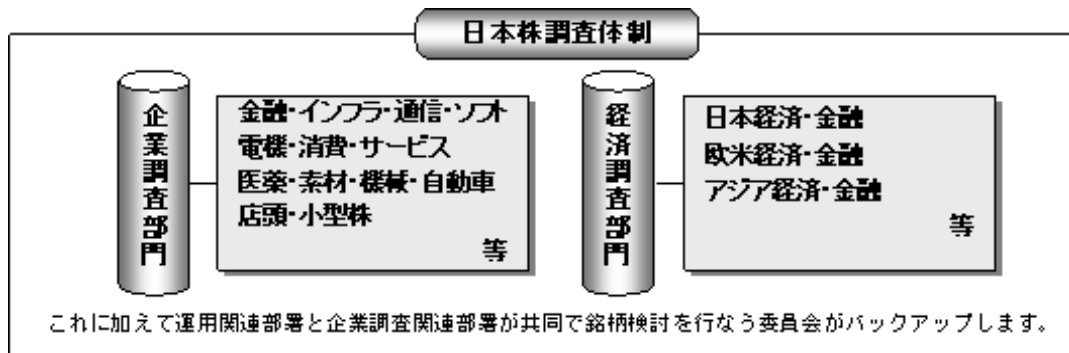 日本株調査体制
企業調査部門
金融・インフラ・通信・ソフト
電機・消費・サービス
医薬・素材・機械・自動車
店頭・小型株
等
経済調査部門
日本経済・金融
欧米経済・金融
アジア経済・金融
等
これに加えて運用関連部署と企業調査関連部署が共同で銘柄検討を行なう委員会がバックアップします。